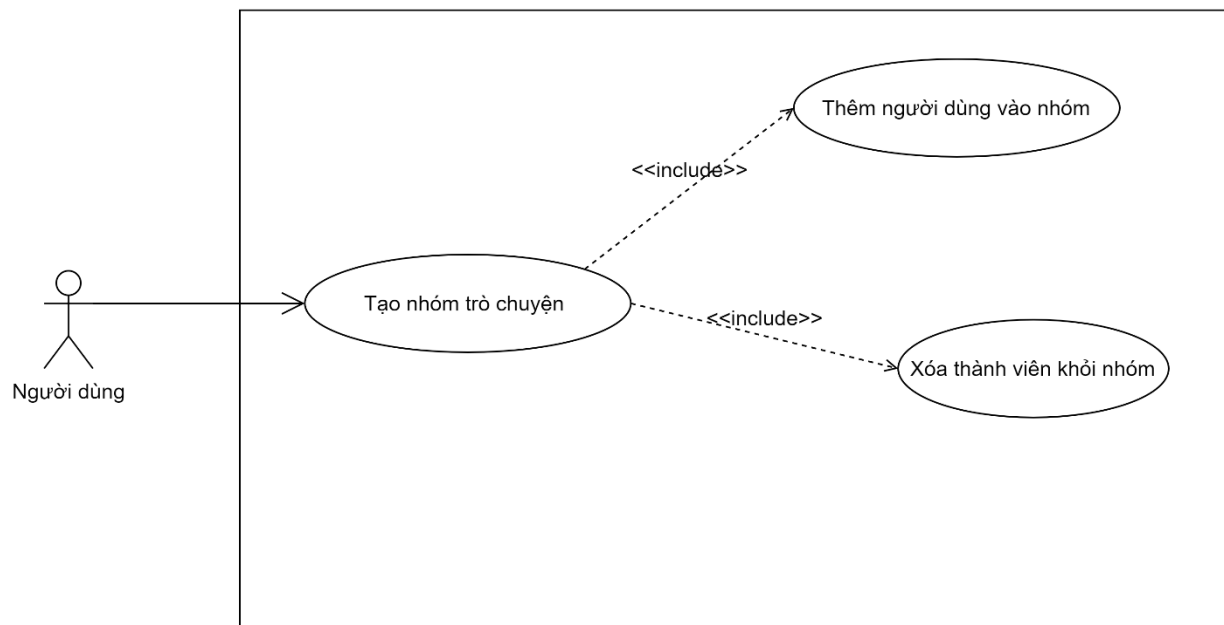 Thêm người dùng vào nhóm
<<include>>
Tạo nhóm trò chuyện
<<include>>
Xóa thành viên khỏi nhóm
Người dùng